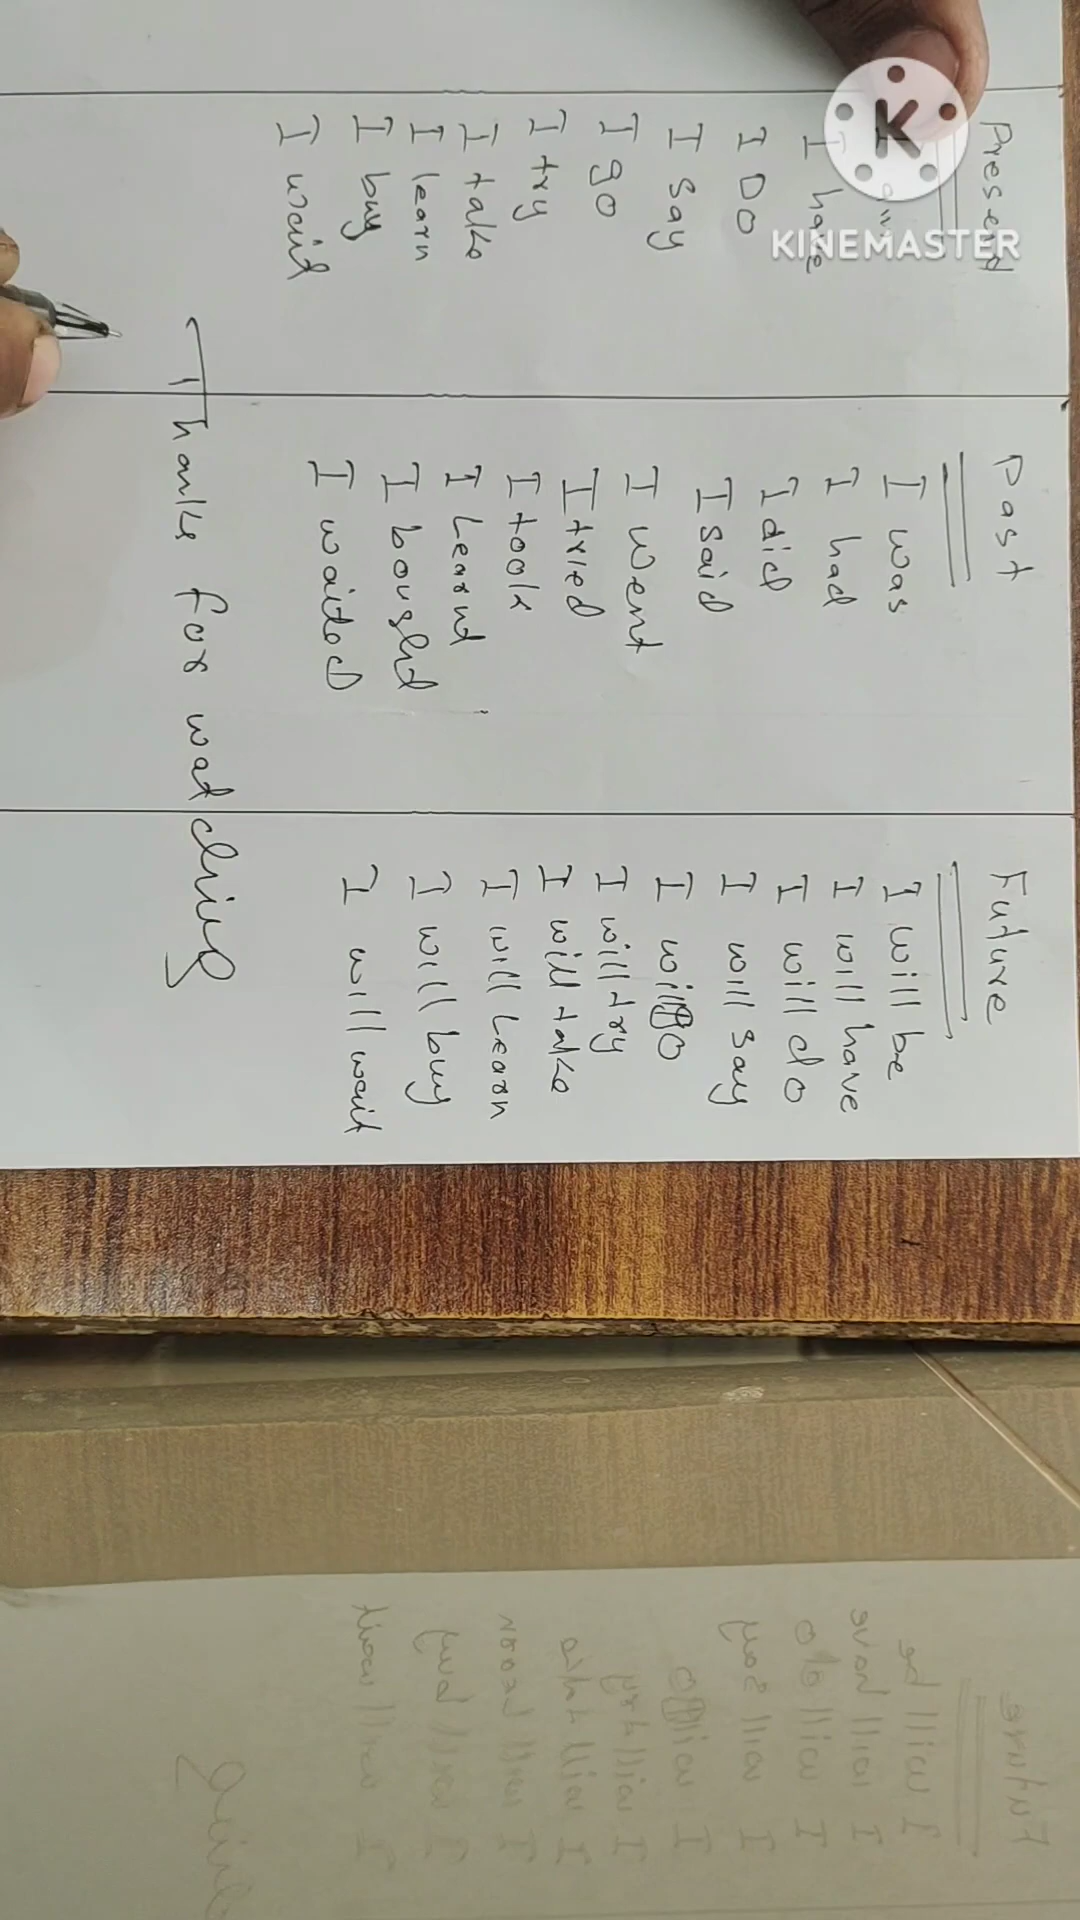 Present Past Future
I am I was I will be
I have I had I will have
I DO I did I will do
I say I said I will say
I go I went I will go
I try I tried I will try
I take I took I will take
I learn I Learnt I will Learn
I buy I bought I will buy
I wait I waited I will wait
Thanks for watching
KINEMASTER